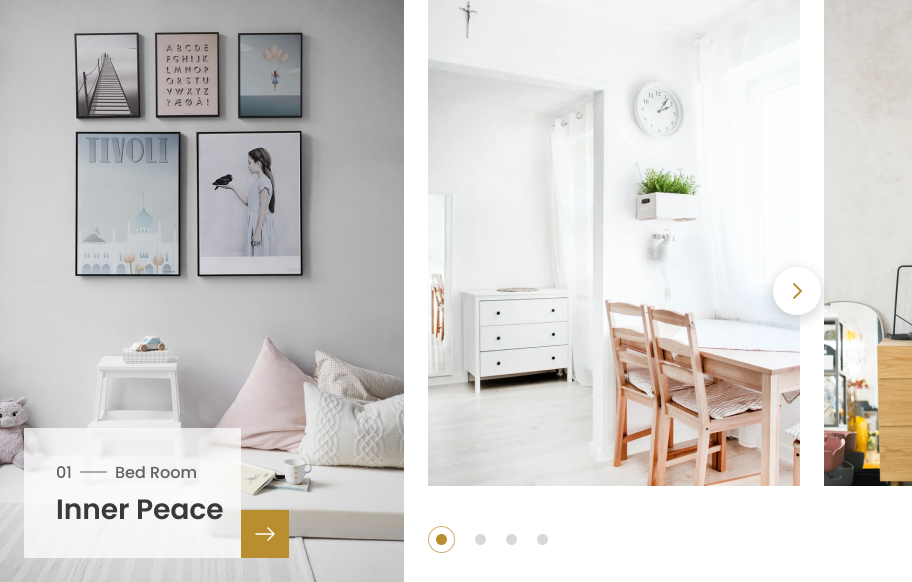 A B C D E
F G H I J K
L M N O P
Q R S T U
V W X Y Z
? Æ Ø Å !
TIVOLI
01 Bed Room
Inner Peace